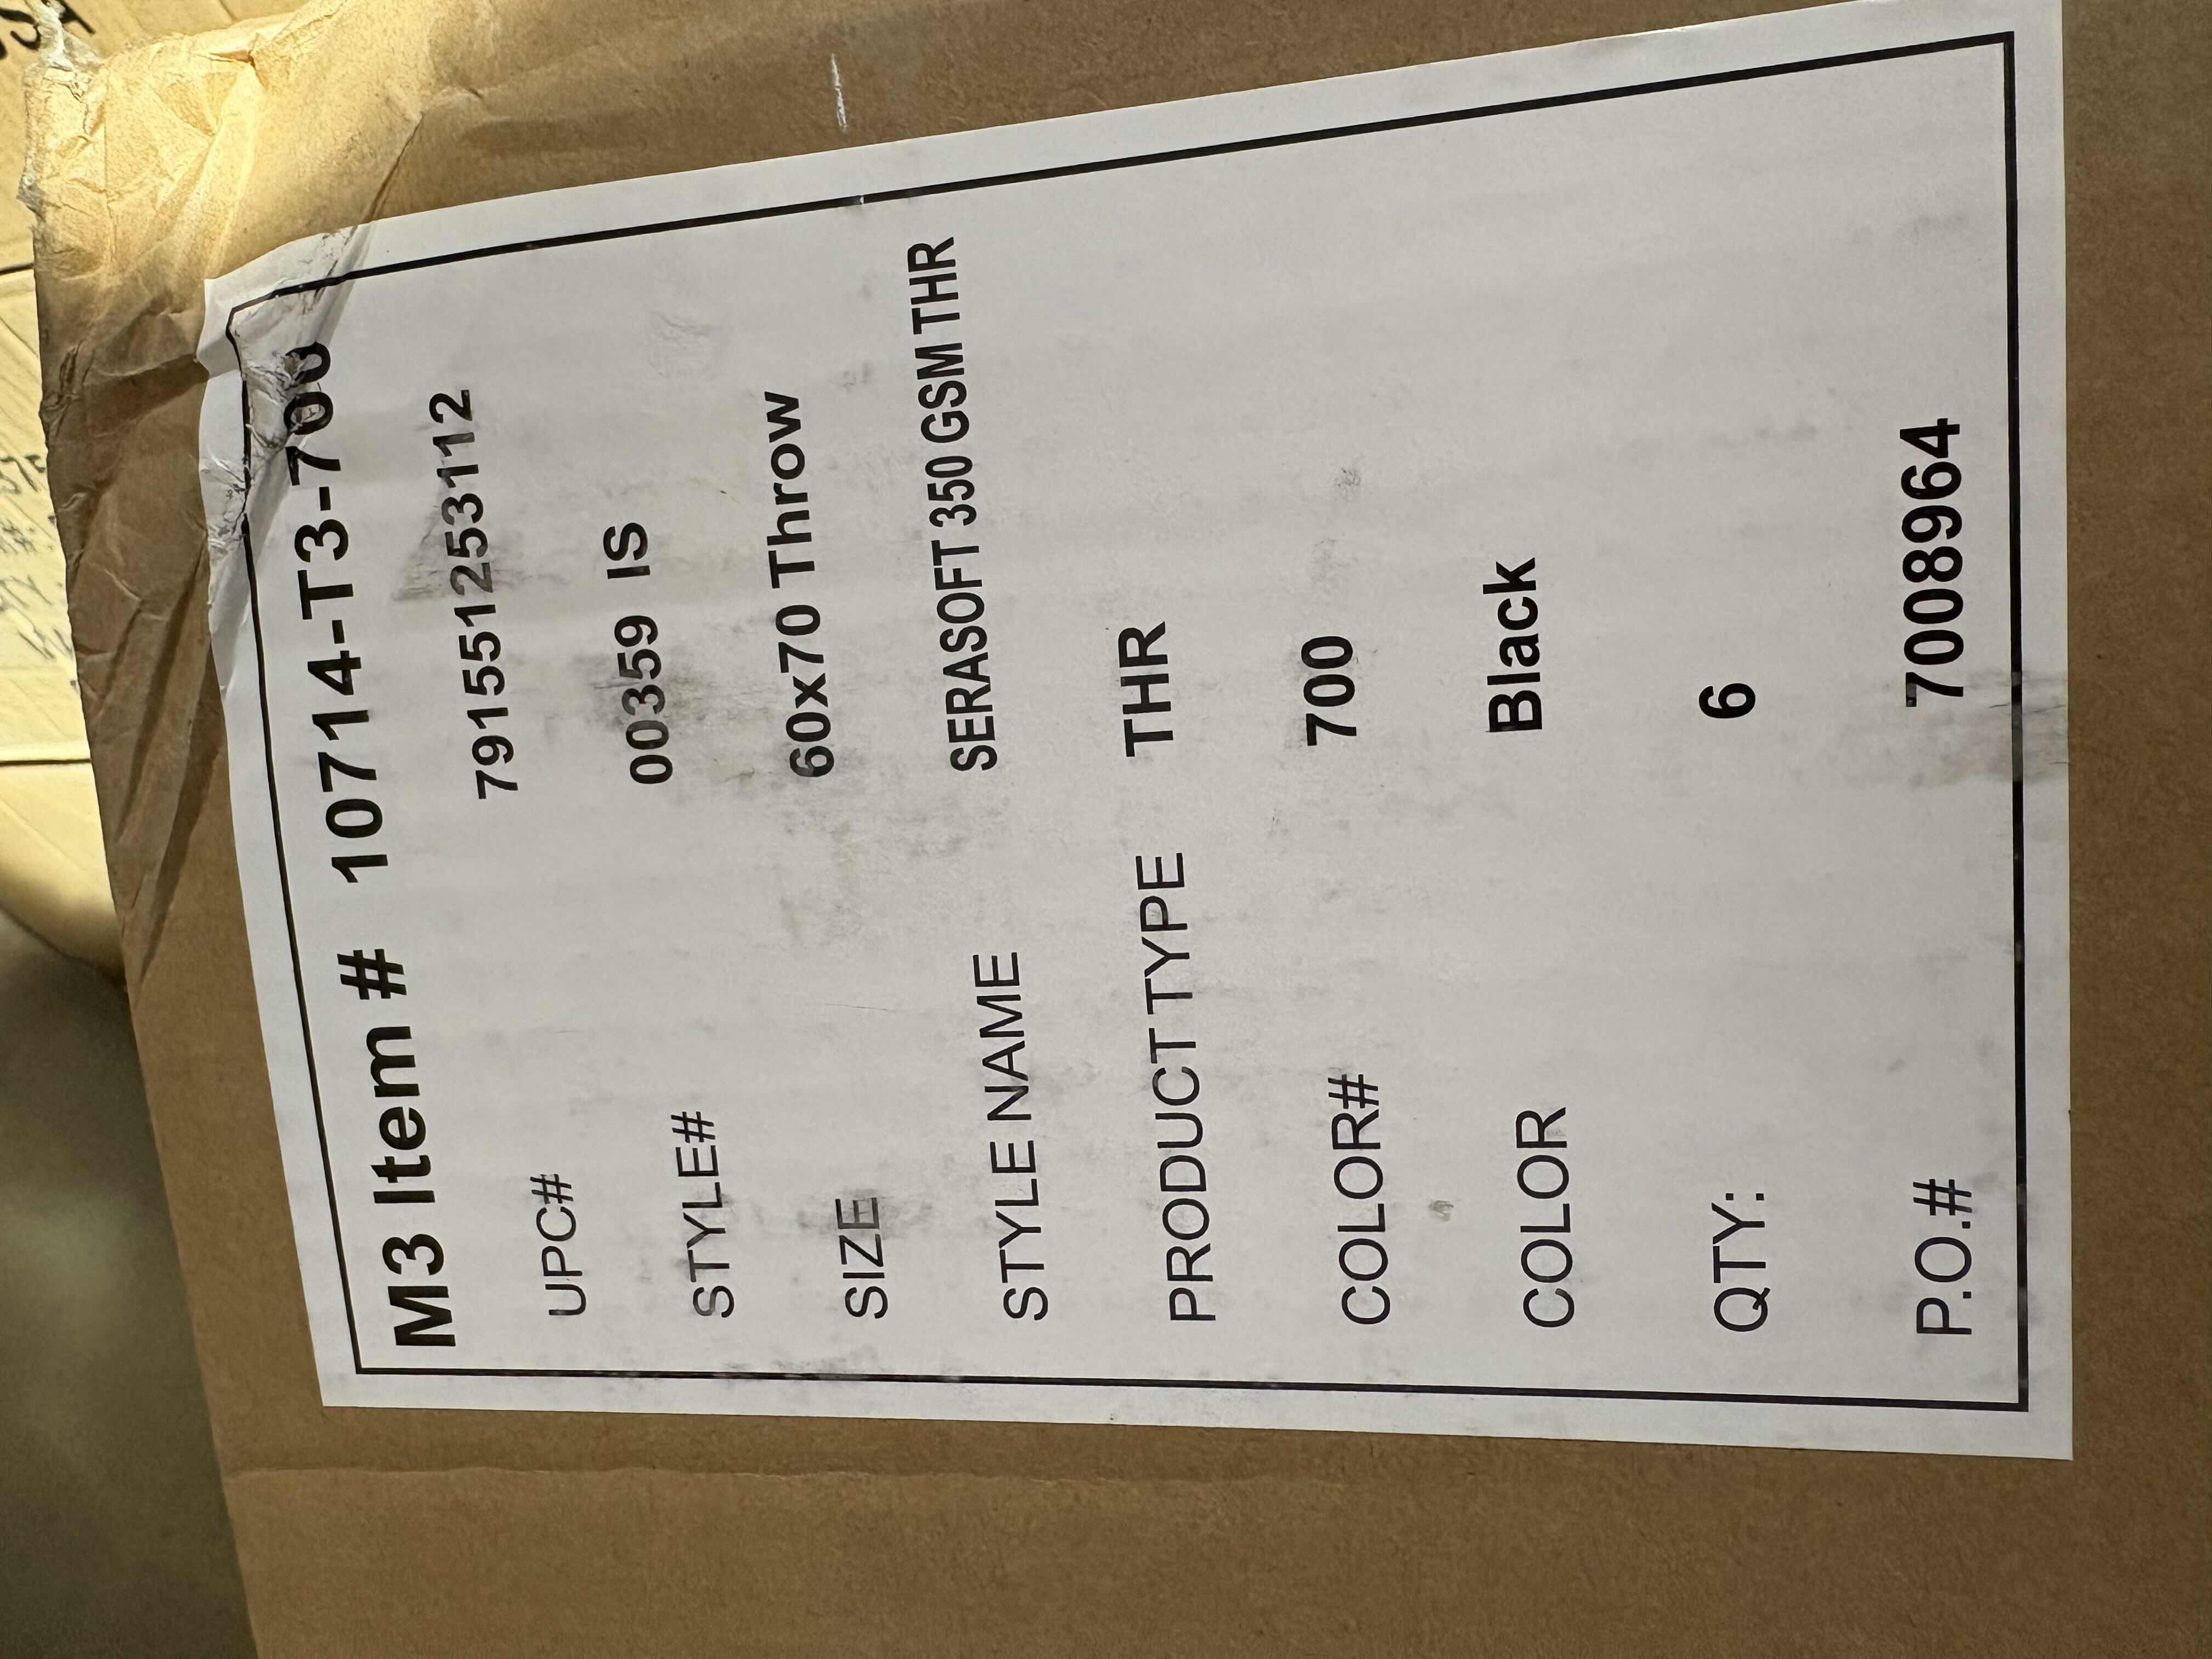 M3 Item # 10714-T3-700
UPC# 791551253112
STYLE# 00359 IS
SIZE 60x70 Throw
STYLE NAME SERASOFT 350 GSM THR
PRODUCT TYPE THR
COLOR# 700
COLOR Black
QTY: 6
P.O.# 7008964